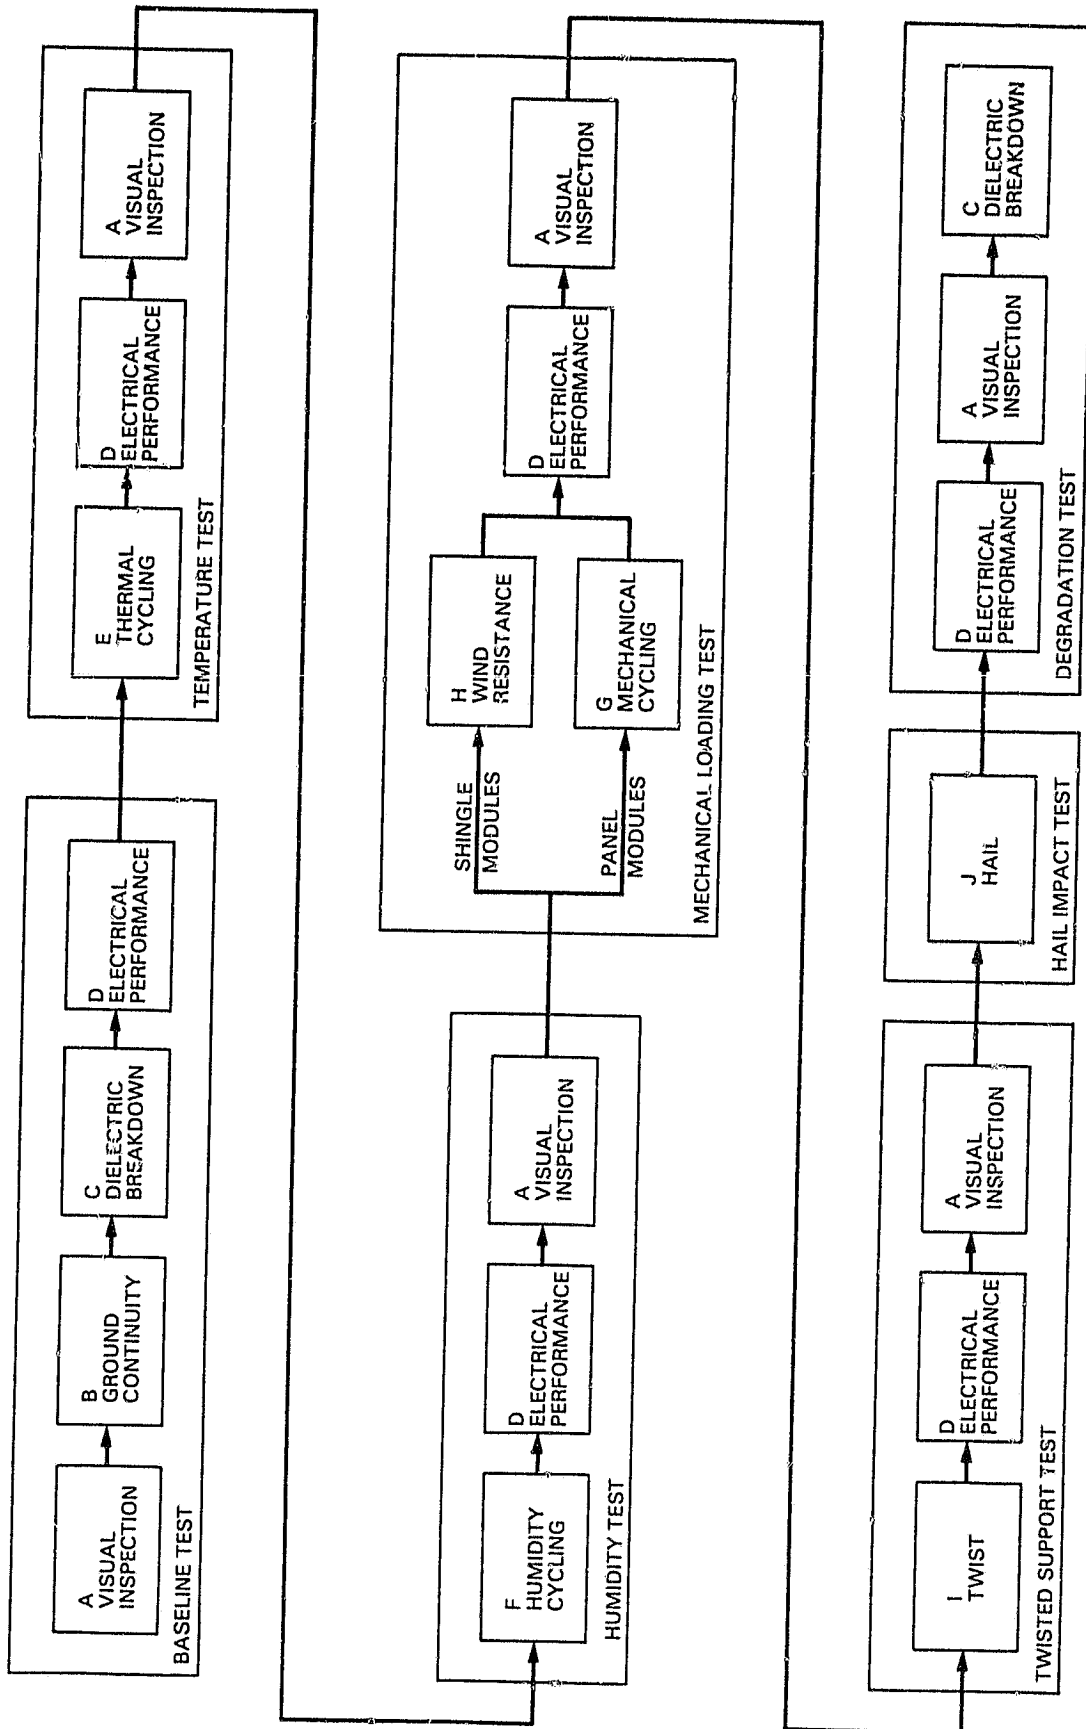 A
VISUAL
INSPECTION
B
GROUND
CONTINUITY
C
DIELECTRIC
BREAKDOWN
D
ELECTRICAL
PERFORMANCE
BASELINE TEST
E
THERMAL
CYCLING
D
ELECTRICAL
PERFORMANCE
A
VISUAL
INSPECTION
TEMPERATURE TEST
F
HUMIDITY
CYCLING
D
ELECTRICAL
PERFORMANCE
A
VISUAL
INSPECTION
HUMIDITY TEST
SHINGLE
MODULES
H
WIND
RESISTANCE
PANEL
MODULES
G
MECHANICAL
CYCLING
D
ELECTRICAL
PERFORMANCE
A
VISUAL
INSPECTION
MECHANICAL LOADING TEST
I
TWIST
D
ELECTRICAL
PERFORMANCE
A
VISUAL
INSPECTION
TWISTED SUPPORT TEST
J
HAIL
HAIL IMPACT TEST
D
ELECTRICAL
PERFORMANCE
A
VISUAL
INSPECTION
C
DIELECTRIC
BREAKDOWN
DEGRADATION TEST